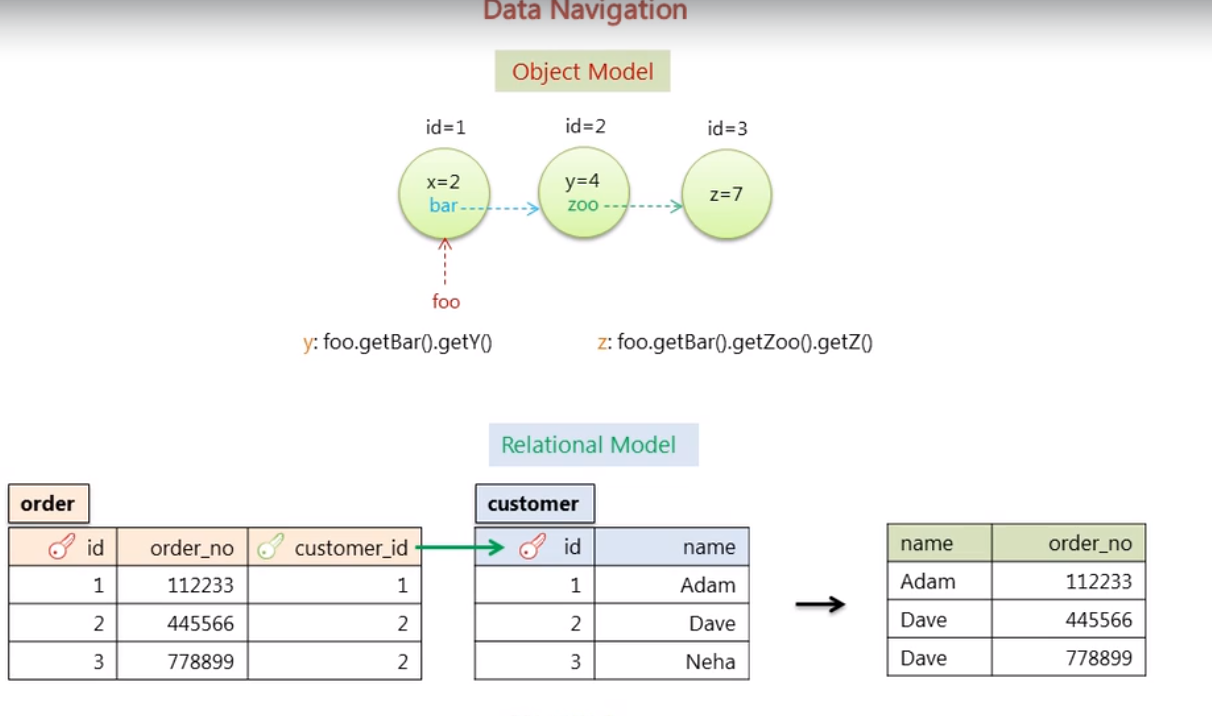 Data Navigation
Object Model
id=1 id=2 id=3
x=2 y=4 z=7
bar zoo
foo
y: foo.getBar().getY() z: foo.getBar().getZoo().getZ()
Relational Model
order customer
id order_no customer_id id name name order_no
1 112233 1 1 Adam Adam 112233
2 445566 2 2 Dave Dave 445566
3 778899 2 3 Neha Dave 778899